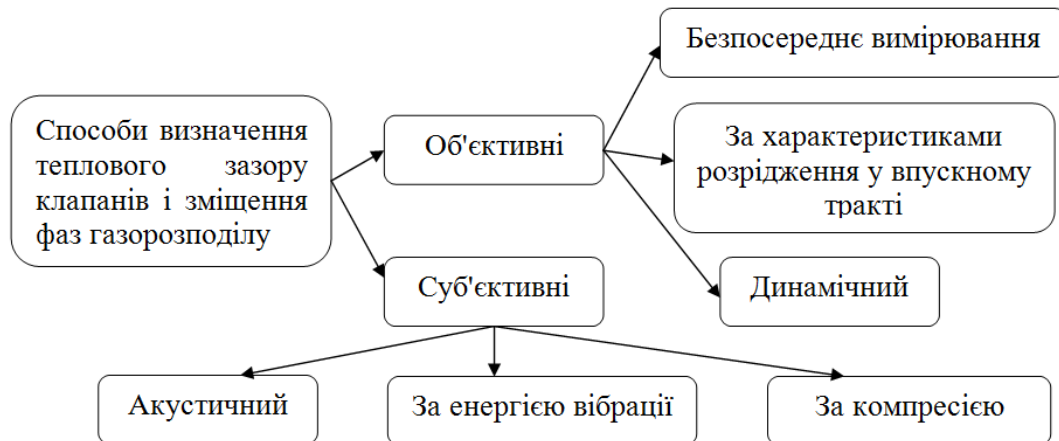 Безпосереднє вимірювання
Способи визначення
теплового зазору
клапанів і зміщення
фаз газорозподілу
Об'єктивні
За характеристиками
розрідження у впускному
тракті
Суб'єктивні
Динамічний
Акустичний
За енергією вібрації
За компресією